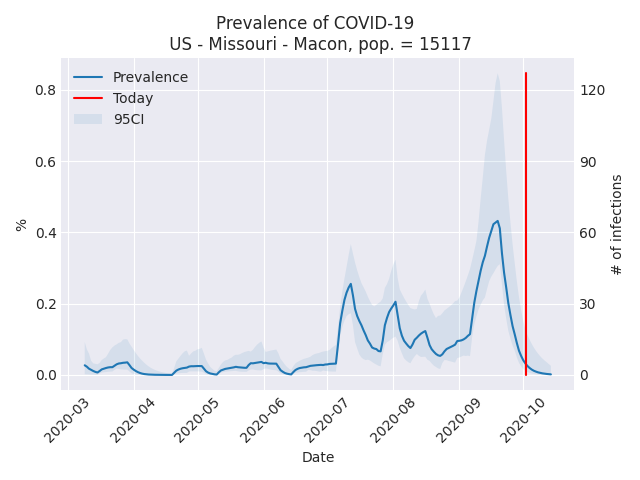 Prevalence of COVID-19
US - Missouri - Macon, pop. = 15117
Prevalence
Today
95CI
0.8
0.6
0.4
0.2
0.0
%
120
90
60
30
0
# of infections
2020-03
2020-04
2020-05
2020-06
2020-07
2020-08
2020-09
2020-10
Date